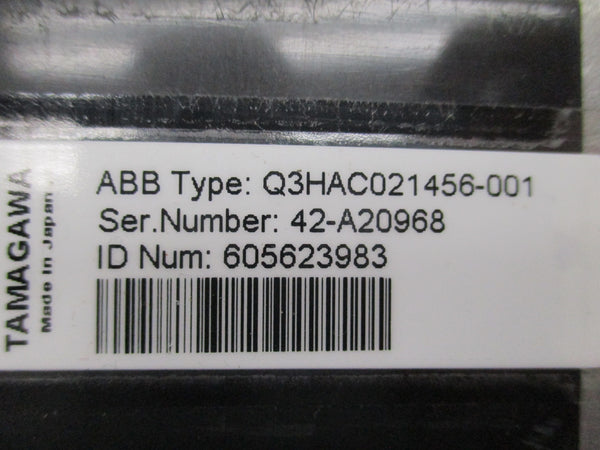 TAMAGAWA
Made in Japan.
ABB Type: Q3HAC021456-001
Ser.Number: 42-A20968
ID Num: 605623983